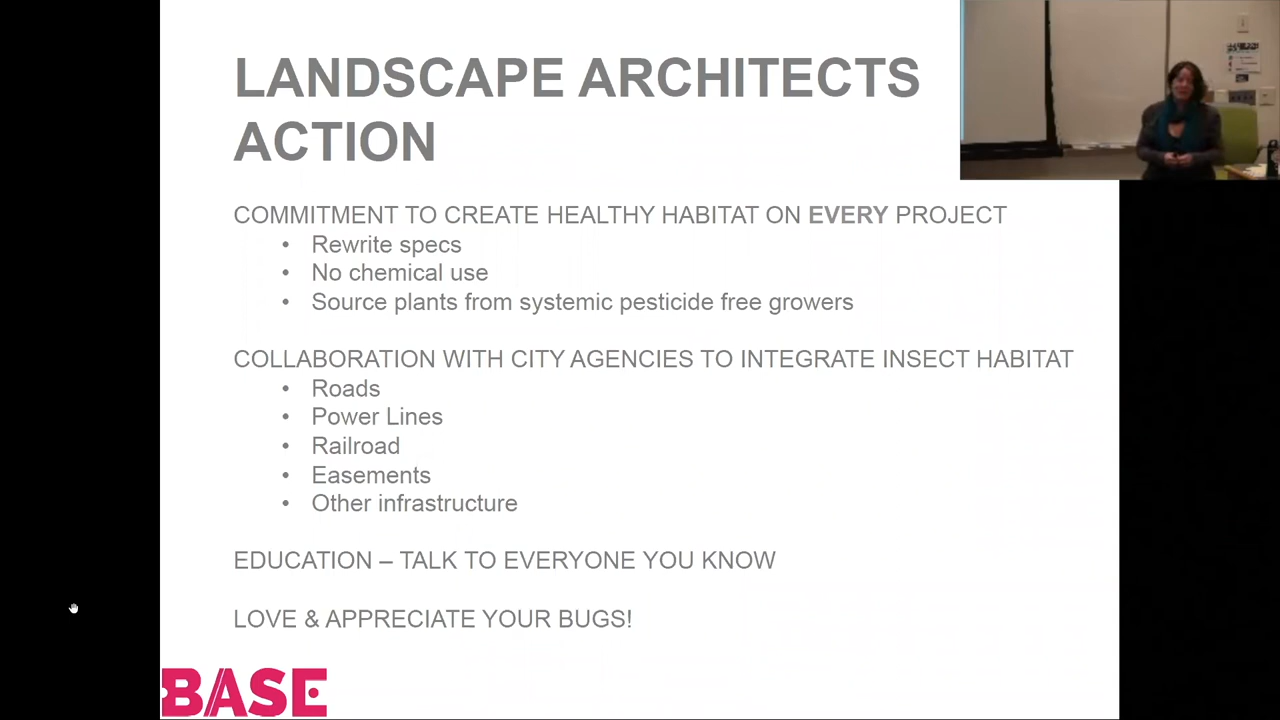 LANDSCAPE ARCHITECTS
ACTION
COMMITMENT TO CREATE HEALTHY HABITAT ON EVERY PROJECT
• Rewrite specs
• No chemical use
• Source plants from systemic pesticide free growers
COLLABORATION WITH CITY AGENCIES TO INTEGRATE INSECT HABITAT
• Roads
• Power Lines
• Railroad
• Easements
• Other infrastructure
EDUCATION – TALK TO EVERYONE YOU KNOW
LOVE & APPRECIATE YOUR BUGS!
BASE